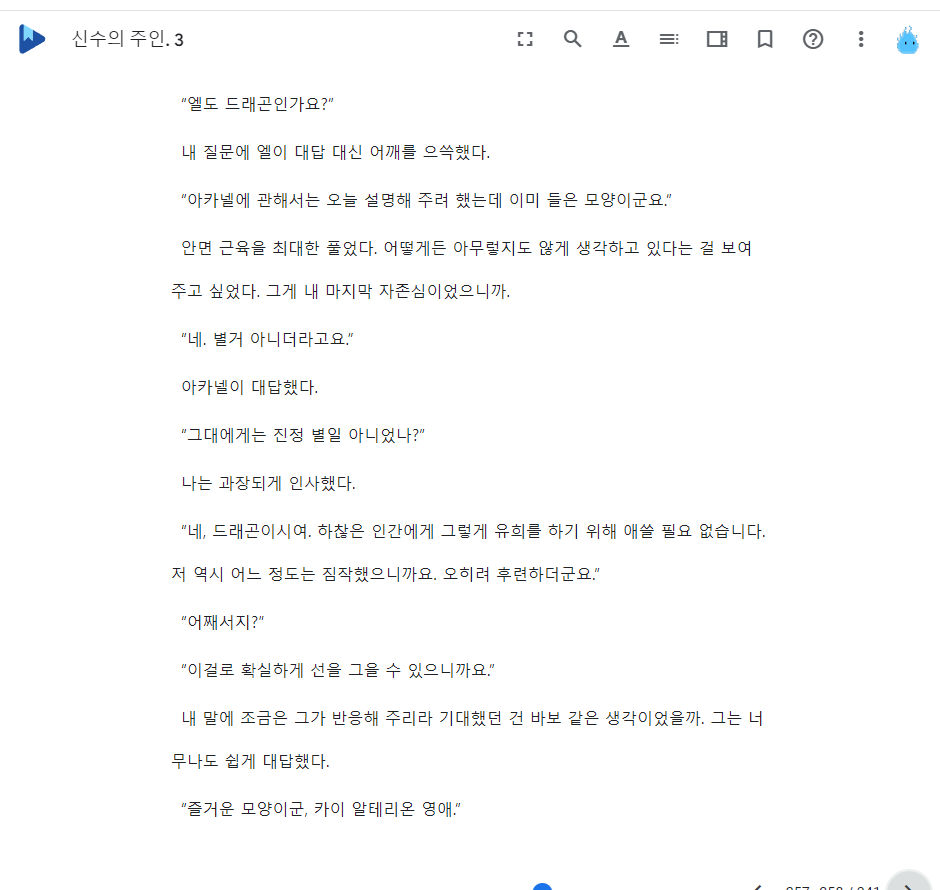 신수의 주인. 3
"엘도 드래곤인가요?"
내 질문에 엘이 대답 대신 어깨를 으쓱했다.
"아카넬에 관해서는 오늘 설명해 주려 했는데 이미 들은 모양이군요."
안면 근육을 최대한 풀었다. 어떻게든 아무렇지도 않게 생각하고 있다는 걸 보여
주고 싶었다. 그게 내 마지막 자존심이었으니까.
"네. 별거 아니더라고요."
아카넬이 대답했다.
"그대에게는 진정 별일 아니었나?"
나는 과장되게 인사했다.
"네, 드래곤이시여. 하찮은 인간에게 그렇게 유희를 하기 위해 애쓸 필요 없습니다.
저 역시 어느 정도는 짐작했으니까요. 오히려 후련하더군요."
"어째서지?"
"이걸로 확실하게 선을 그을 수 있으니까요."
내 말에 조금은 그가 반응해 주리라 기대했던 건 바보 같은 생각이었을까. 그는 너
무나도 쉽게 대답했다.
"즐거운 모양이군, 카이 알테리온 영애."